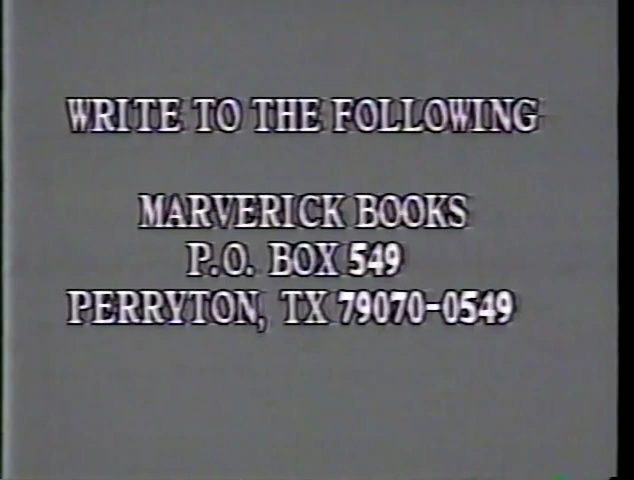 WRITE TO THE FOLLOWING
MARVERICK BOOKS
P.O. BOX 549
PERRYTON, TX 79070-0549